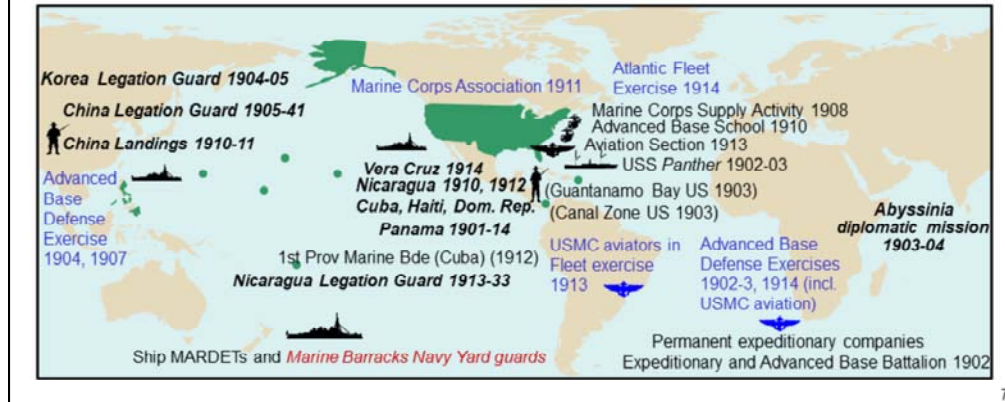 Korea Legation Guard 1904-05
China Legation Guard 1905-41
China Landings 1910-11
Advanced
Base
Defense
Exercise
1904, 1907
Marine Corps Association 1911
Atlantic Fleet
Exercise 1914
Marine Corps Supply Activity 1908
Advanced Base School 1910
Aviation Section 1913
USS Panther 1902-03
Vera Cruz 1914
Nicaragua 1910, 1912
Cuba, Haiti, Dom. Rep.
Panama 1901-14
(Guantanamo Bay US 1903)
(Canal Zone US 1903)
Abyssinia
diplomatic mission
1903-04
1st Prov Marine Bde (Cuba) (1912)
Nicaragua Legation Guard 1913-33
USMC aviators in
Fleet exercise
1913
Advanced Base
Defense Exercises
1902-3, 1914 (incl.
USMC aviation)
Ship MARDETs and Marine Barracks Navy Yard guards
Permanent expeditionary companies
Expeditionary and Advanced Base Battalion 1902